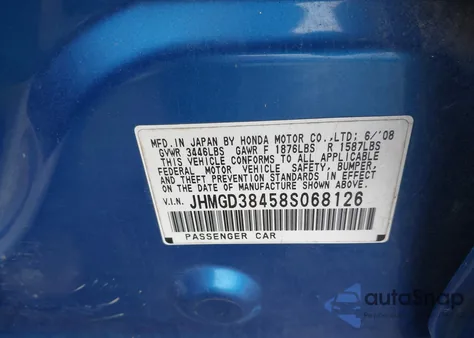 MFD. IN JAPAN BY HONDA MOTOR CO., LTD: 6/'08
GVWR 3446LBS GAWR F 1876LBS R 1587LBS
THIS VEHICLE CONFORMS TO ALL APPLICABLE
FEDERAL MOTOR VEHICLE SAFETY, BUMPER,
AND THEFT PREVENTION STANDARDS IN EFFECT
ON THE DATE OF MANUFACTURE SHOWN ABOVE.
V.I.N. JHMGD38458S068126
PASSENGER CAR
autoSnap